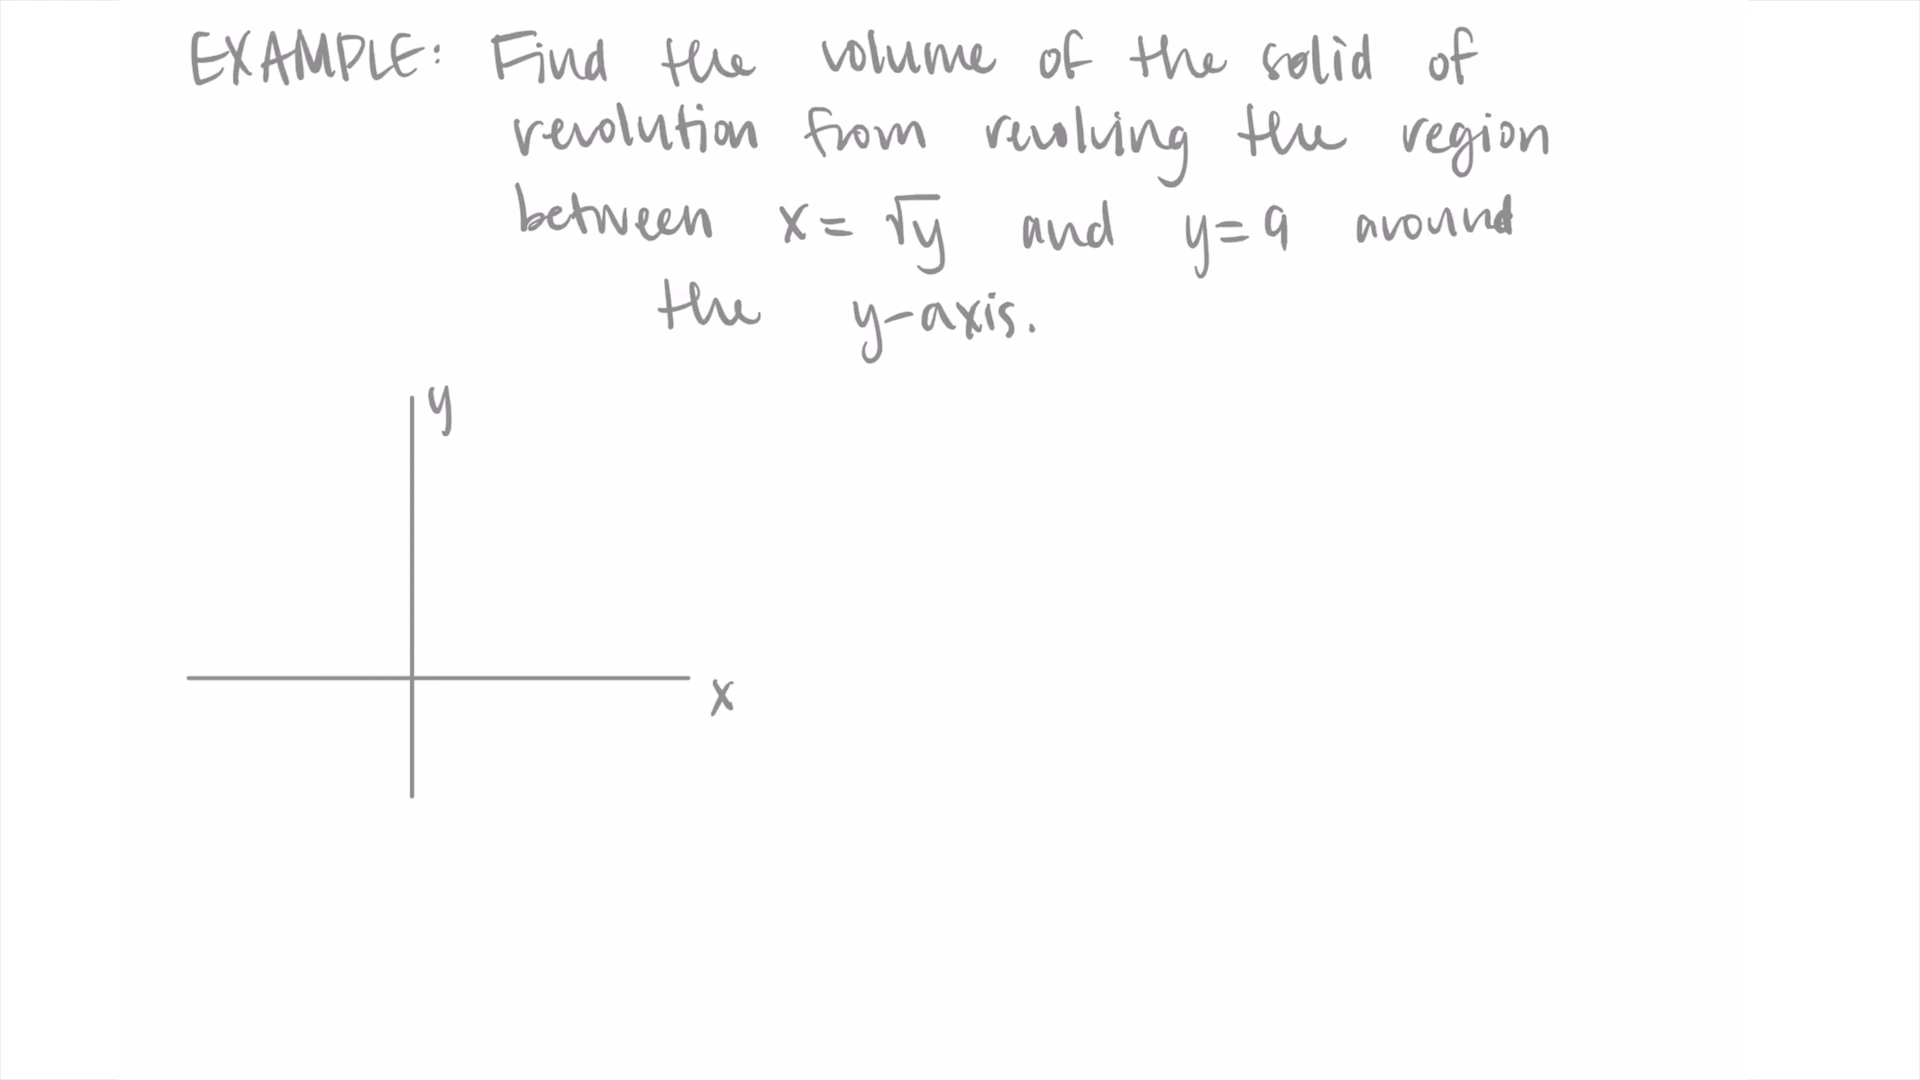 EXAMPLE: Find the volume of the solid of
revolution from revolving the region
between x = √y and y = 9 around
the y-axis.
y
x